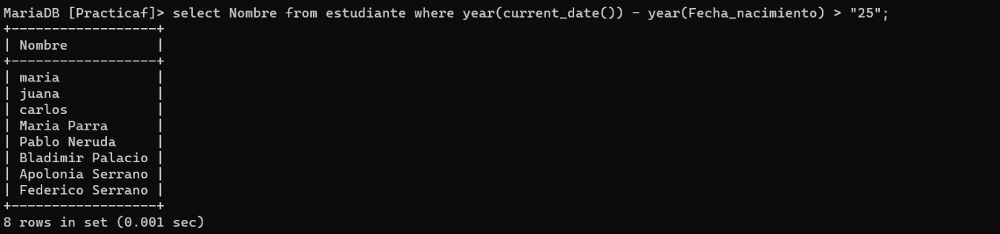 MariaDB [Practicaf]> select Nombre from estudiante where year(current_date()) - year(Fecha_nacimiento) > "25";
+------------------+
| Nombre           |
+------------------+
| maria            |
| juana            |
| carlos           |
| Maria Parra      |
| Pablo Neruda     |
| Bladimir Palacio |
| Apolonia Serrano |
| Federico Serrano |
+------------------+
8 rows in set (0.001 sec)